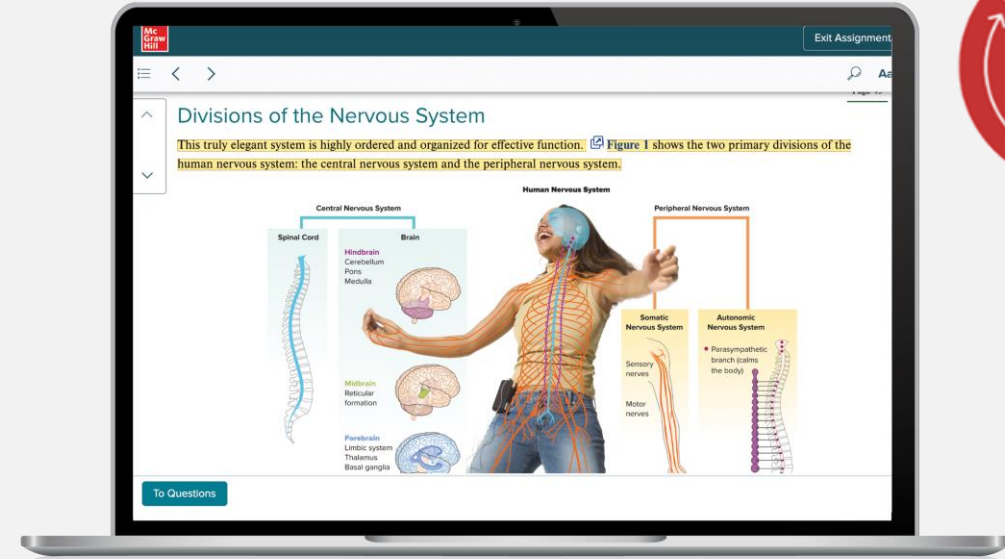 Mc
Graw
Hill
Exit Assignment
Aa
Divisions of the Nervous System
This truly elegant system is highly ordered and organized for effective function. Figure 1 shows the two primary divisions of the
human nervous system: the central nervous system and the peripheral nervous system.
Human Nervous System
Central Nervous System
Peripheral Nervous System
Spinal Cord
Brain
Hindbrain
Cerebellum
Pons
Medulla
Midbrain
Reticular
formation
Forebrain
Limbic system
Thalamus
Basal ganglia
Somatic
Nervous System
Sensory
nerves
Motor
nerves
Autonomic
Nervous System
Parasympathetic
branch (calms
the body)
To Questions